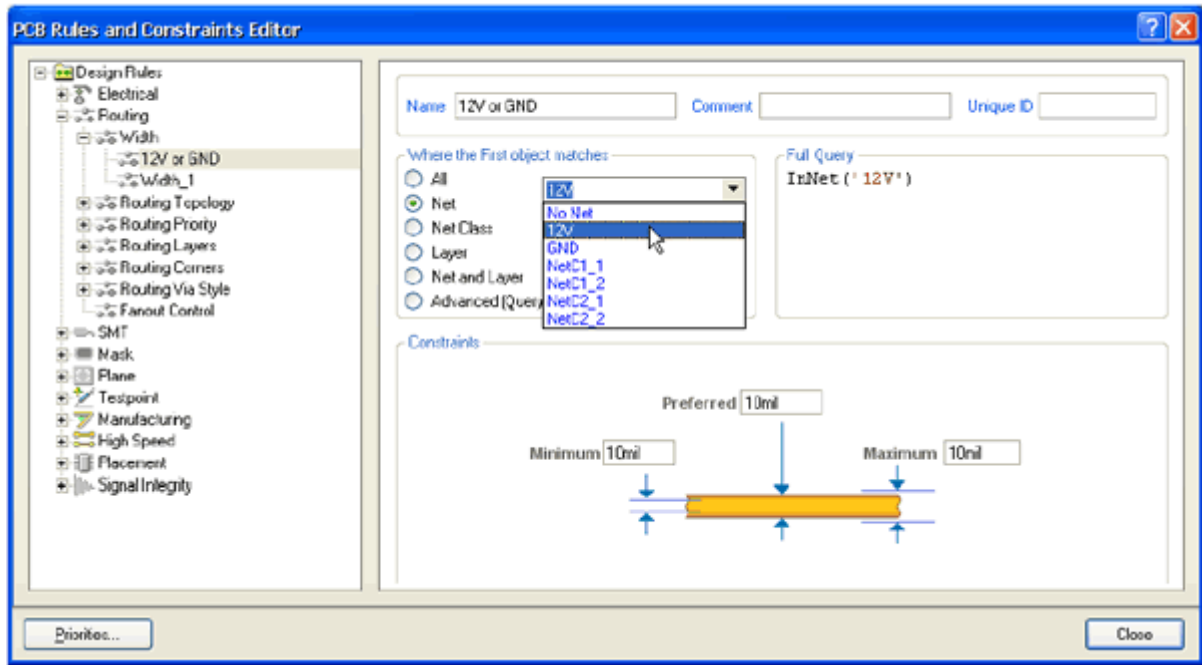 PCB Rules and Constraints Editor
Design Rules
Electrical
Routing
Width
12V or GND
Width_1
Routing Topology
Routing Priority
Routing Layers
Routing Corners
Routing Via Style
Fanout Control
SMT
Mask
Plane
Testpoint
Manufacturing
High Speed
Placement
Signal Integrity
Name 12V or GND Comment Unique ID
Where the First object matches
All
Net
Net Class
Layer
Net and Layer
Advanced (Query
12V
No Net
12V
GND
NetC1_1
NetC1_2
NetC2_1
NetC2_2
Full Query
InNet('12V')
Constraints
Preferred 10mil
Minimum 10mil
Maximum 10mil
Priorities...
Close